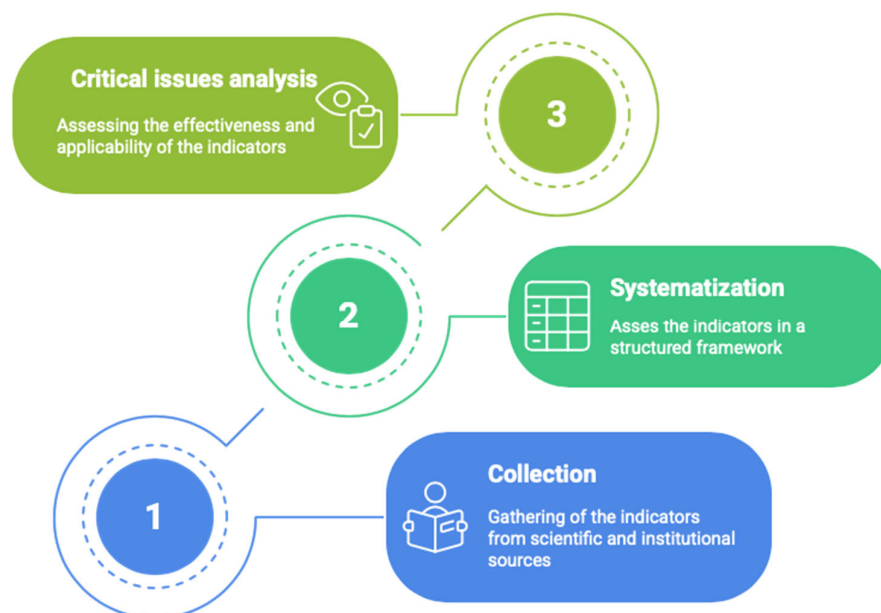 Critical issues analysis
Assessing the effectiveness and
applicability of the indicators
3
2
Systematization
Asses the indicators in a
structured framework
1
Collection
Gathering of the indicators
from scientific and institutional
sources